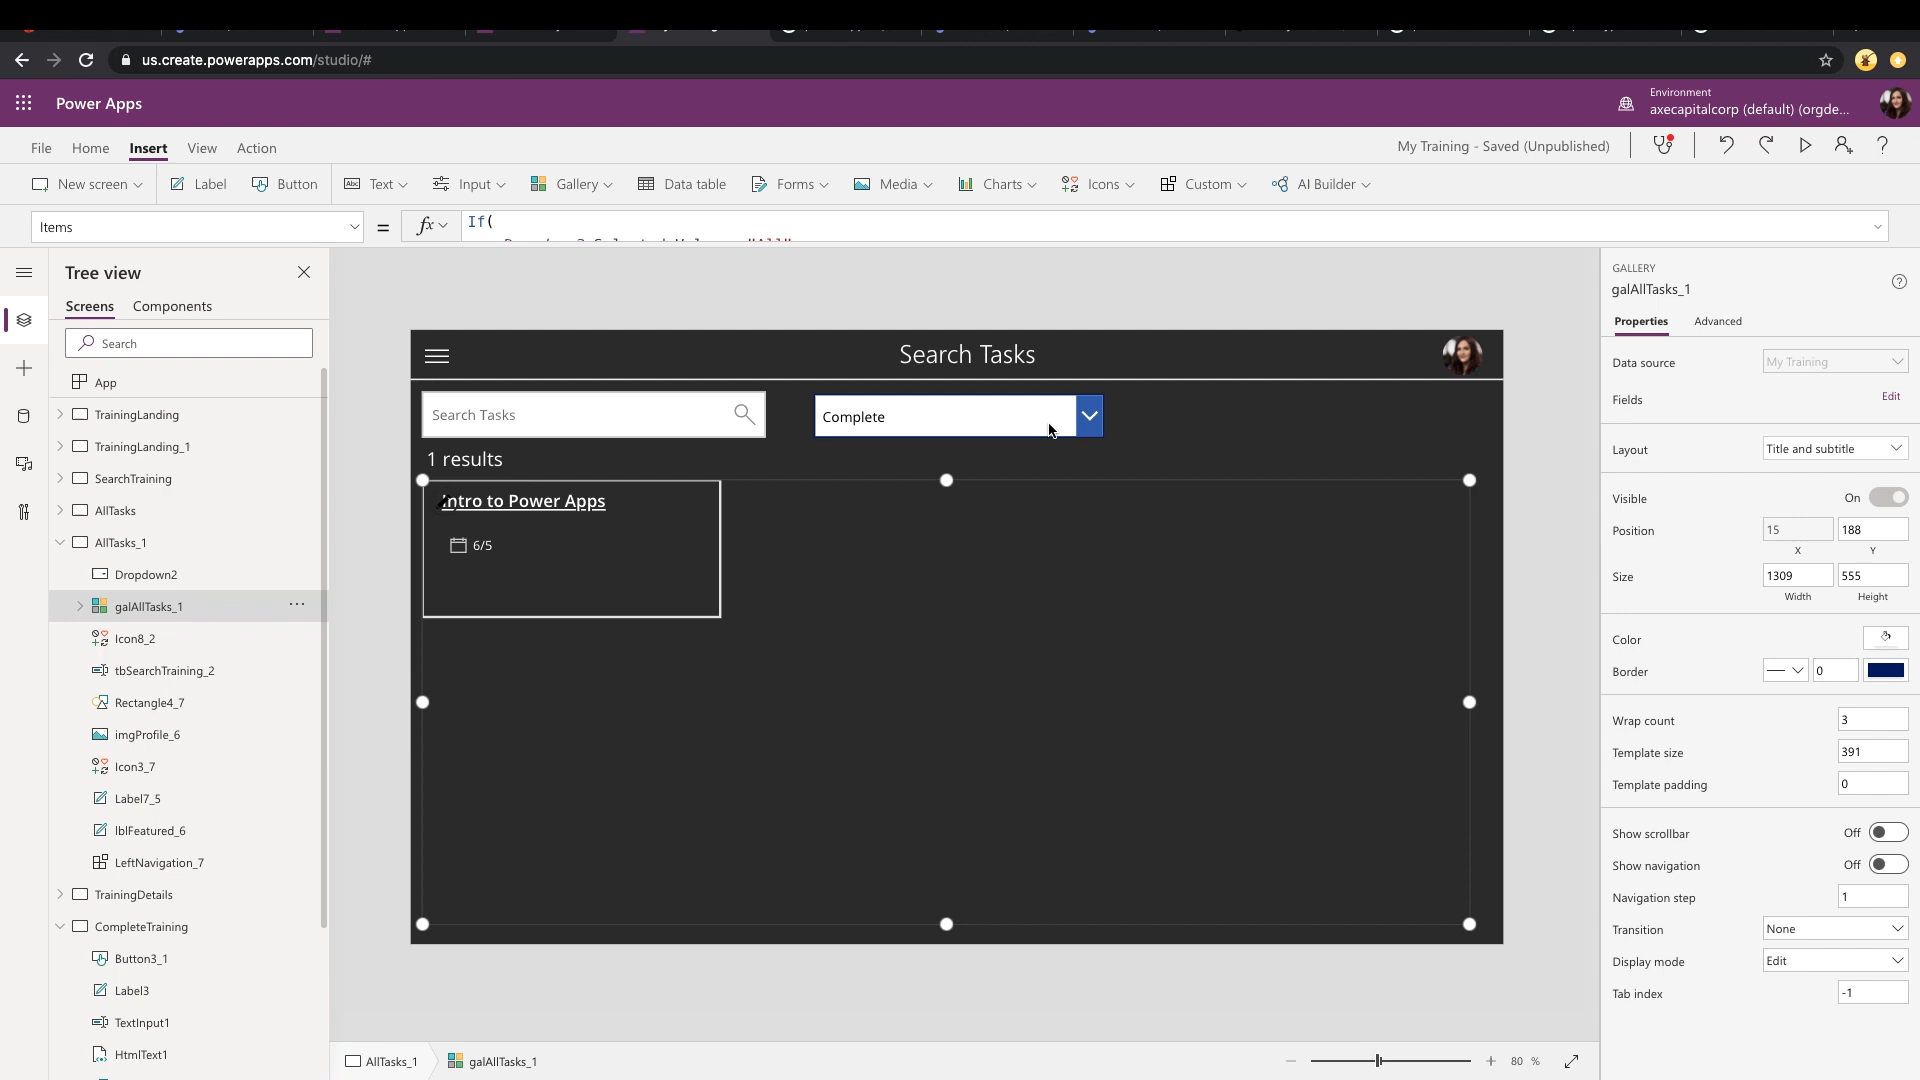 us.create.powerapps.com/studio/#
Power Apps
Environment
axecapitalcorp (default) (orgde...
File Home Insert View Action
My Training - Saved (Unpublished)
New screen Label Button Text Input Gallery Data table Forms Media Charts Icons Custom AI Builder
Items = fx If(
Tree view
Screens Components
Search
App
TrainingLanding
TrainingLanding_1
SearchTraining
AllTasks
AllTasks_1
Dropdown2
galAllTasks_1
Icon8_2
tbSearchTraining_2
Rectangle4_7
imgProfile_6
Icon3_7
Label7_5
lblFeatured_6
LeftNavigation_7
TrainingDetails
CompleteTraining
Button3_1
Label3
TextInput1
HtmlText1
Search Tasks
Search Tasks
Complete
1 results
Intro to Power Apps
6/5
AllTasks_1 galAllTasks_1
80 %
GALLERY
galAllTasks_1
Properties Advanced
Data source My Training
Fields Edit
Layout Title and subtitle
Visible On
Position 15 188
X Y
Size 1309 555
Width Height
Color
Border 0
Wrap count 3
Template size 391
Template padding 0
Show scrollbar Off
Show navigation Off
Navigation step 1
Transition None
Display mode Edit
Tab index -1